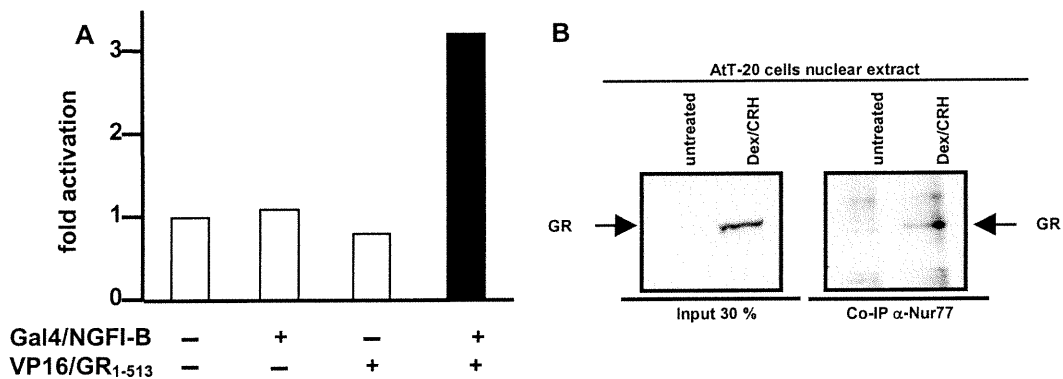 A
fold activation
3
2
1
0
Gal4/NGFI-B – + – +
VP16/GR1-513 – – + +
B
AtT-20 cells nuclear extract
untreated
Dex/CRH
untreated
Dex/CRH
GR
GR
Input 30 %
Co-IP α-Nur77